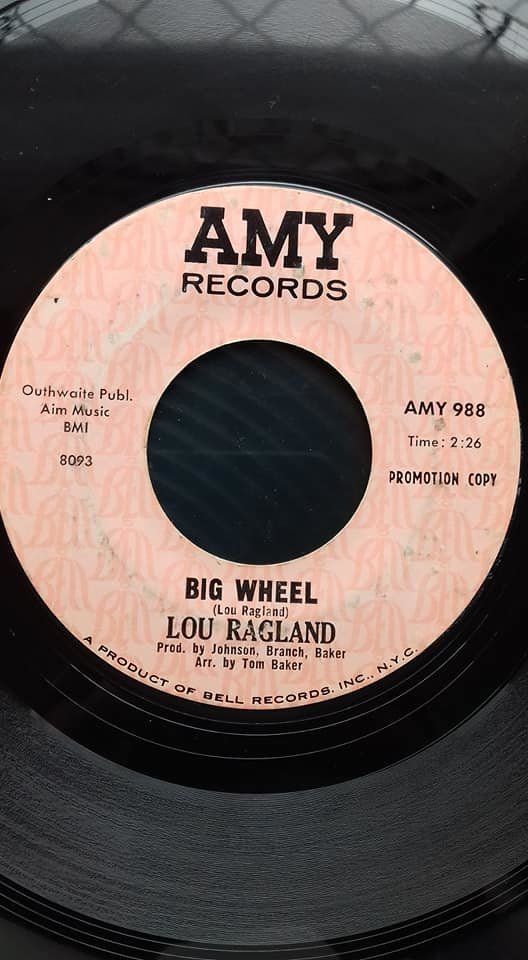 AMY
RECORDS
Outhwaite Publ.
Aim Music
BMI
8093
AMY 988
Time: 2:26
PROMOTION COPY
BIG WHEEL
(Lou Ragland)
LOU RAGLAND
Prod. by Johnson, Branch, Baker
Arr. by Tom Baker
A PRODUCT OF BELL RECORDS, INC., N.Y.C.